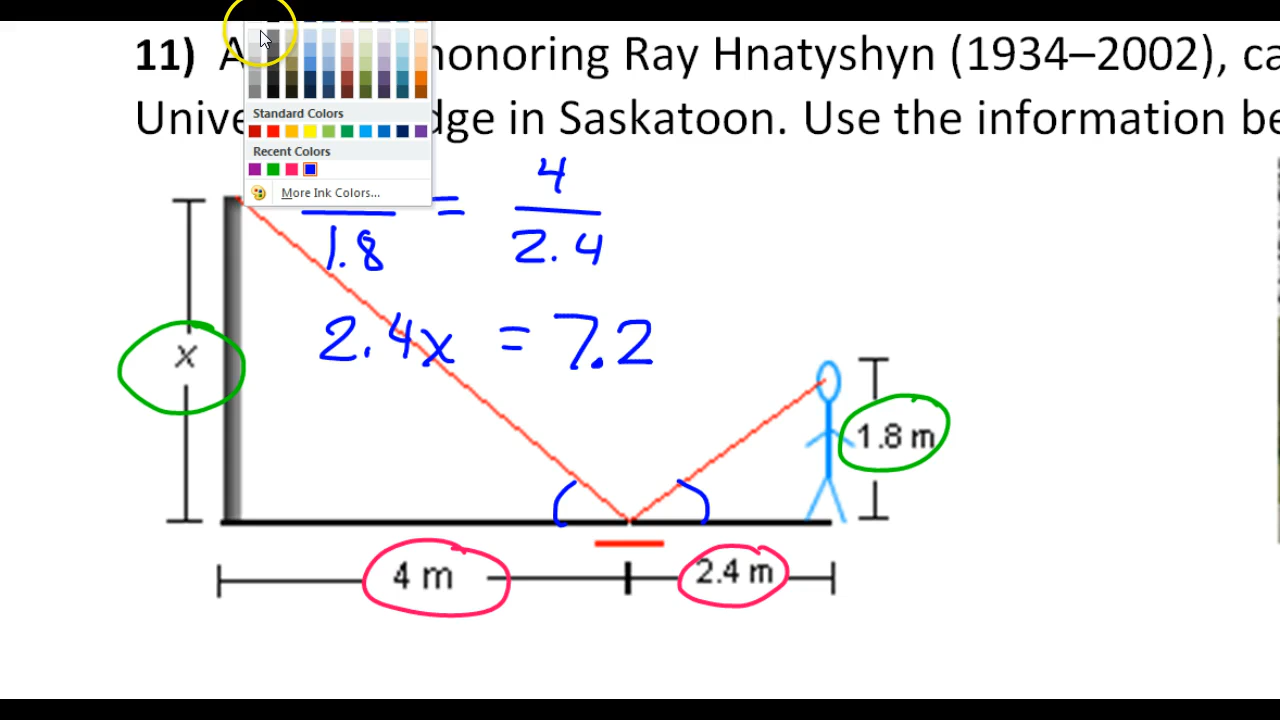 11) A honoring Ray Hnatyshyn (1934–2002), ca
Unive dge in Saskatoon. Use the information be
Standard Colors
Recent Colors
More Ink Colors...
= 4
1.8 2.4
2.4x = 7.2
x
1.8 m
4 m
2.4 m